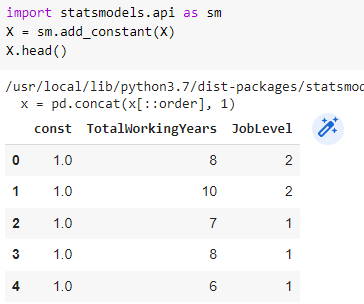 import statsmodels.api as sm
X = sm.add_constant(X)
X.head()
/usr/local/lib/python3.7/dist-packages/statsmod
x = pd.concat(x[::order], 1)
const TotalWorkingYears JobLevel
0 1.0 8 2
1 1.0 10 2
2 1.0 7 1
3 1.0 8 1
4 1.0 6 1